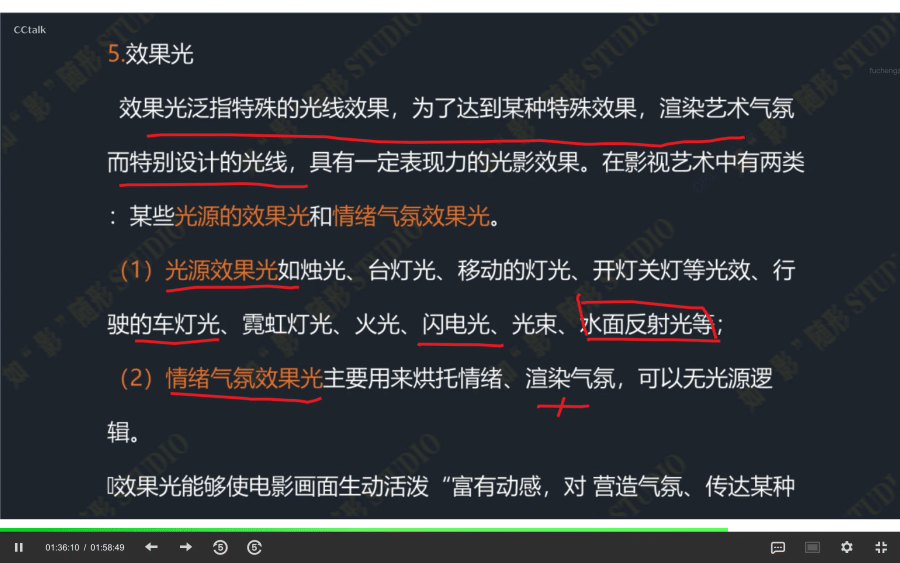 CCtalk
5.效果光
效果光泛指特殊的光线效果，为了达到某种特殊效果，渲染艺术气氛
而特别设计的光线，具有一定表现力的光影效果。在影视艺术中有两类
：某些光源的效果光和情绪气氛效果光。
（1）光源效果光如烛光、台灯光、移动的灯光、开灯关灯等光效、行
驶的车灯光、霓虹灯光、火光、闪电光、光束、水面反射光等；
（2）情绪气氛效果光主要用来烘托情绪、渲染气氛，可以无光源逻
辑。
效果光能够使电影画面生动活泼“富有动感，对 营造气氛、传达某种
01:36:10 / 01:58:49
5
5